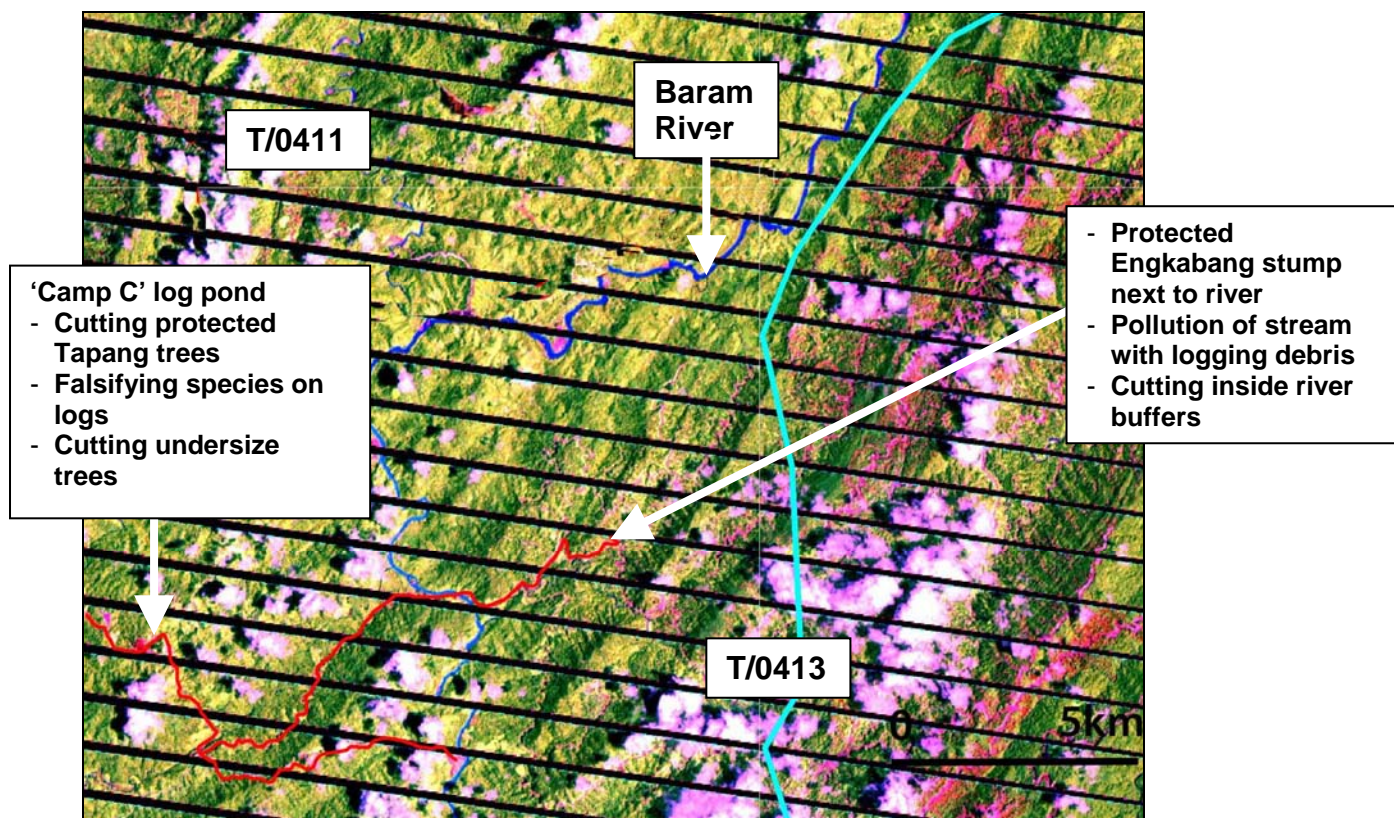 T/0411
Baram
River
'Camp C' log pond
- Cutting protected
Tapang trees
- Falsifying species on
logs
- Cutting undersize
trees
- Protected
Engkabang stump
next to river
- Pollution of stream
with logging debris
- Cutting inside river
buffers
T/0413
0 5km